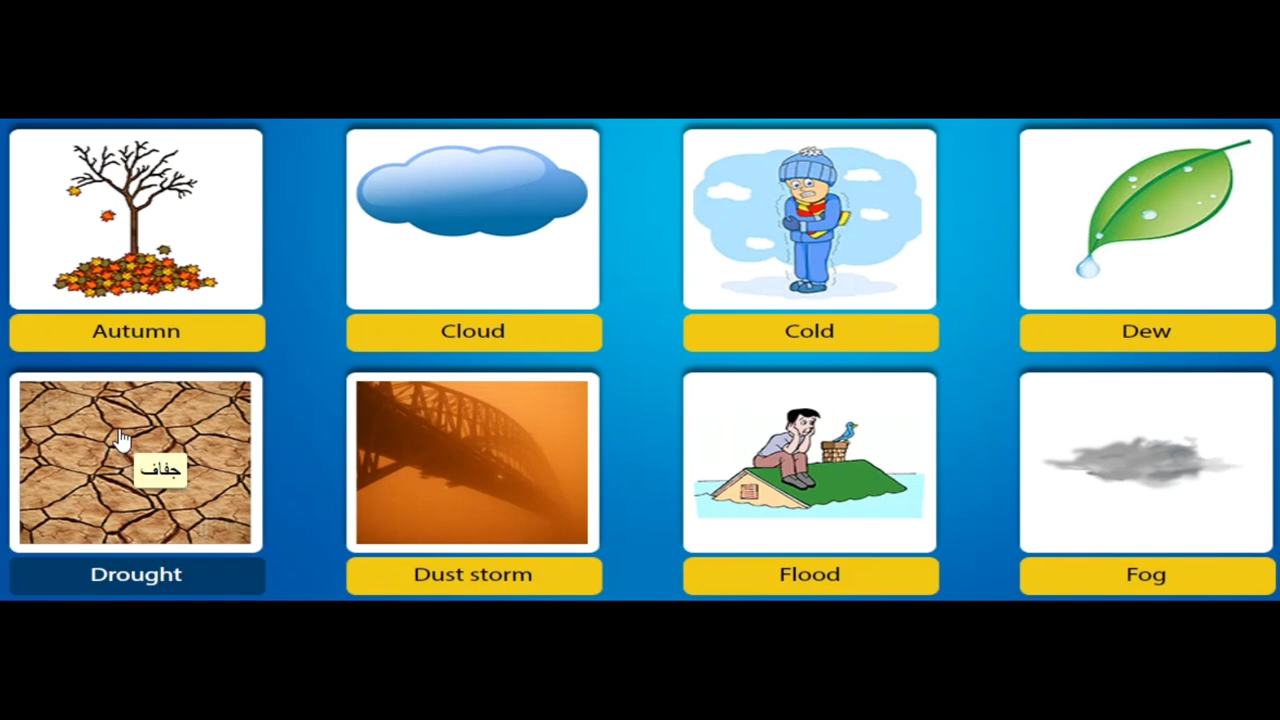 Autumn
Cloud
Cold
Dew
جفاف
Drought
Dust storm
Flood
Fog